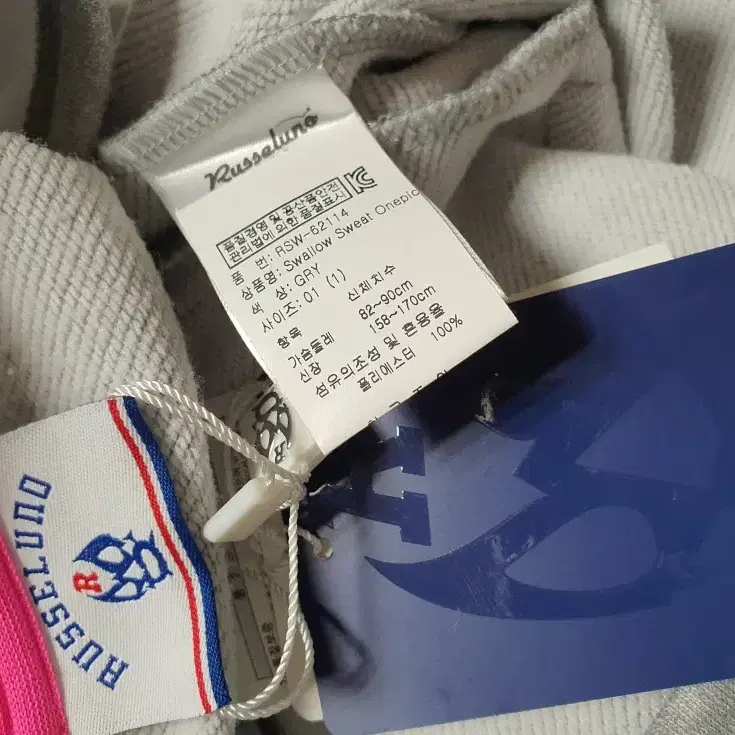 Russeluno
품질경영 및 공산품안전
관리법에 의한 품질표시
품 번: RSW-62114
상품명: Swallow Sweat Onepic
색 상: GRY
사이즈: 01 (1)
항목 신체치수
가슴둘레 82~90cm
신장 158~170cm
섬유의조성 및 혼용율
폴리에스터 100%
RUSSELUNO
R